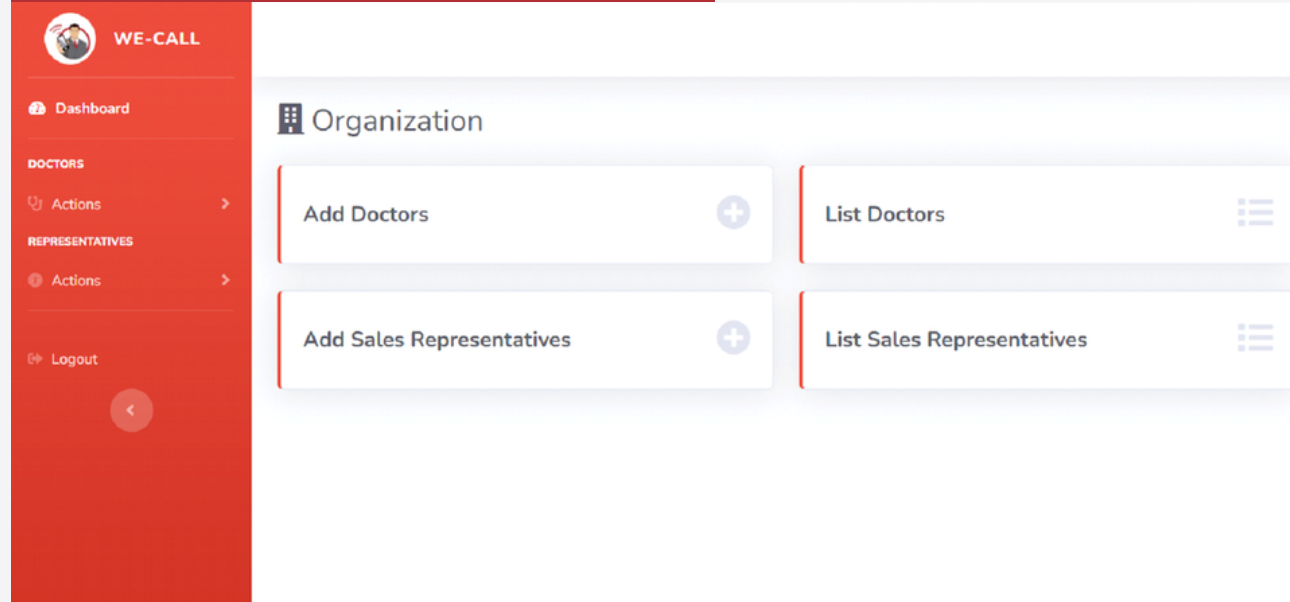 WE-CALL
Dashboard
DOCTORS
Actions
REPRESENTATIVES
Actions
Logout
Organization
Add Doctors
List Doctors
Add Sales Representatives
List Sales Representatives